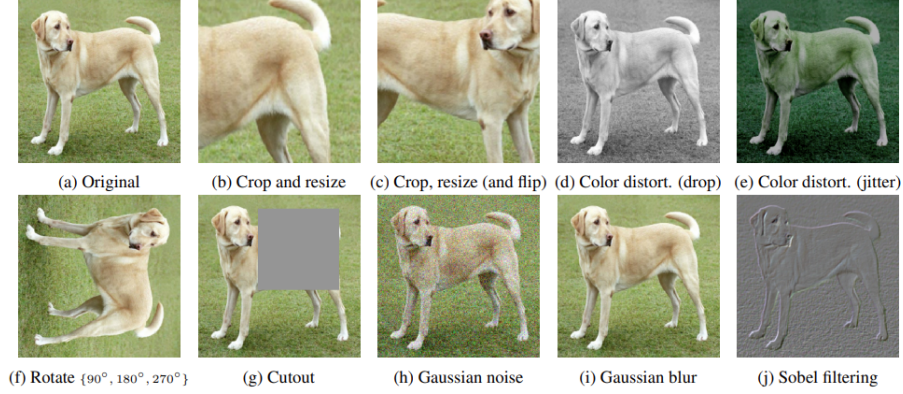 (a) Original
(b) Crop and resize
(c) Crop, resize (and flip)
(d) Color distort. (drop)
(e) Color distort. (jitter)
(f) Rotate {90°, 180°, 270°}
(g) Cutout
(h) Gaussian noise
(i) Gaussian blur
(j) Sobel filtering